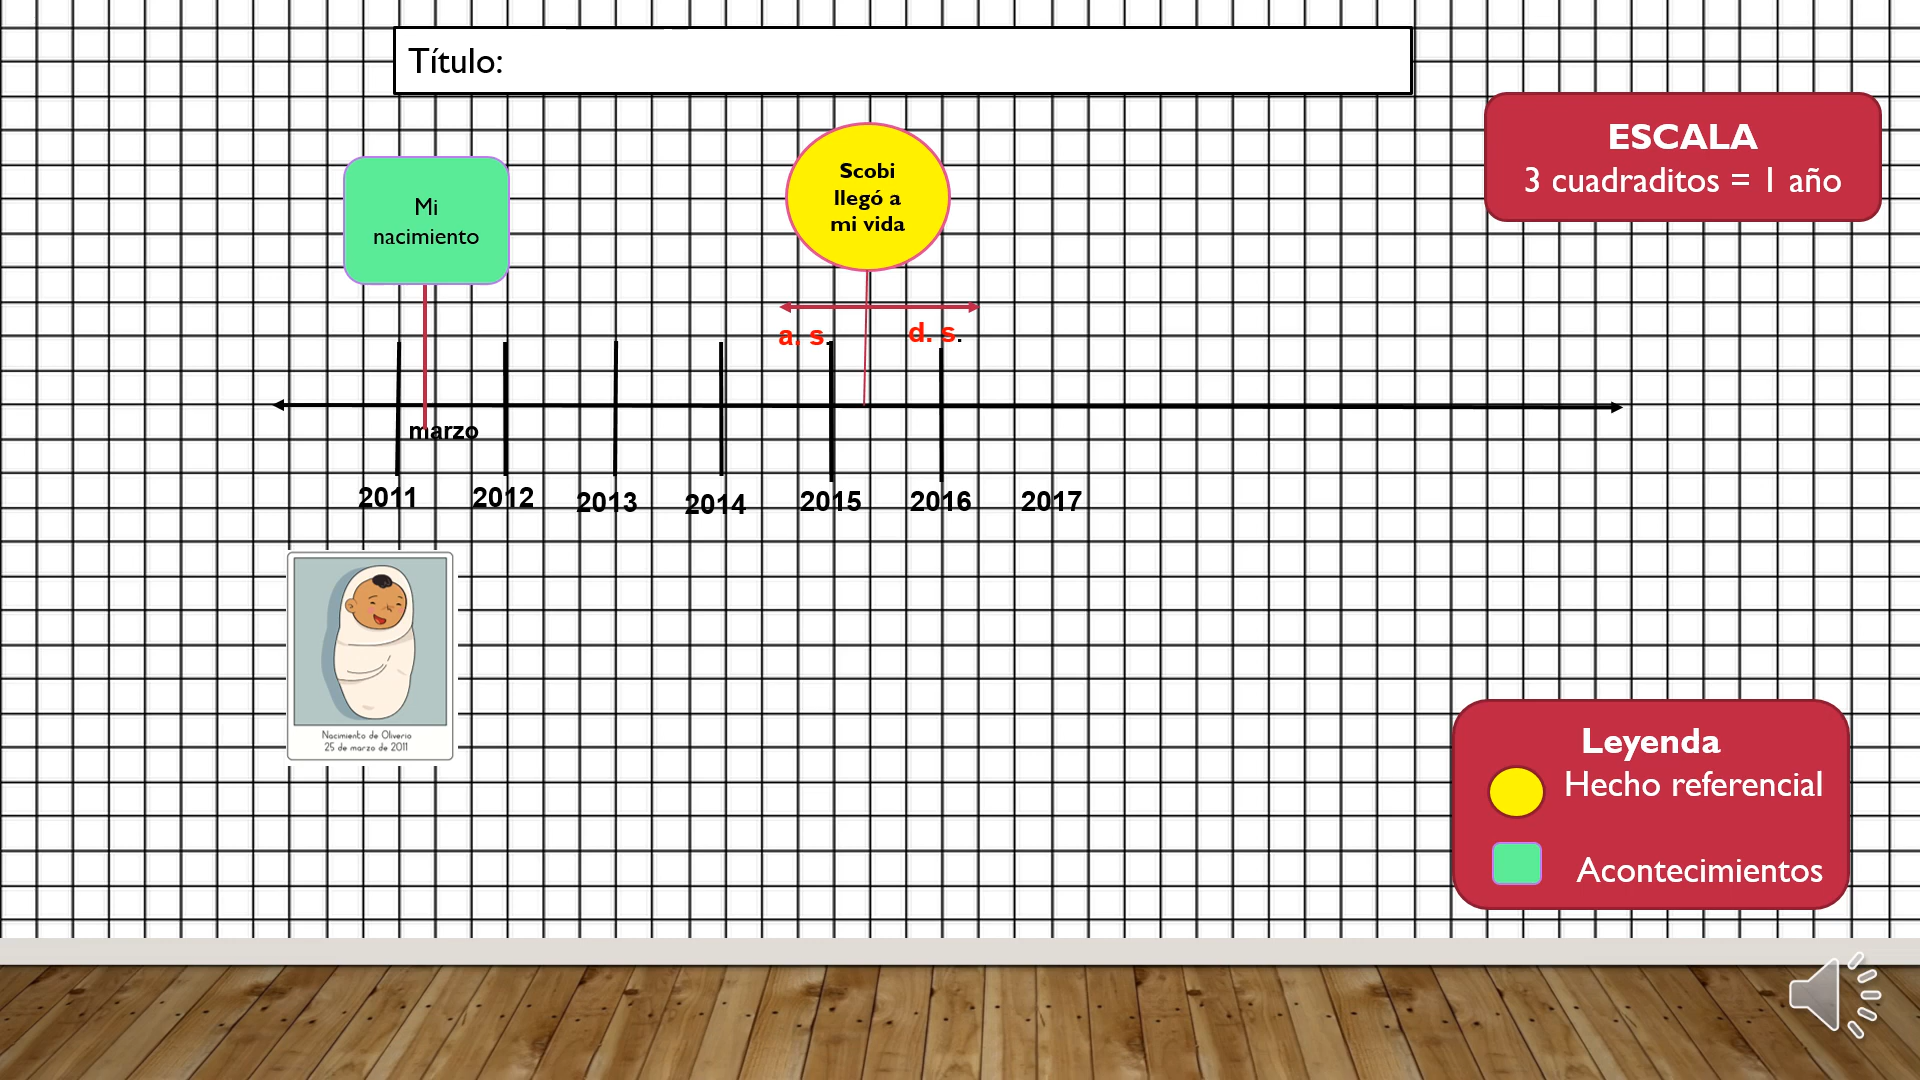 Título:
ESCALA
3 cuadraditos = 1 año
Mi
nacimiento
Scobi
llegó a
mi vida
a. s.
d. s.
marzo
2011
2012
2013
2014
2015
2016
2017
Nacimiento de Oliverio
25 de marzo de 2011
Leyenda
Hecho referencial
Acontecimientos